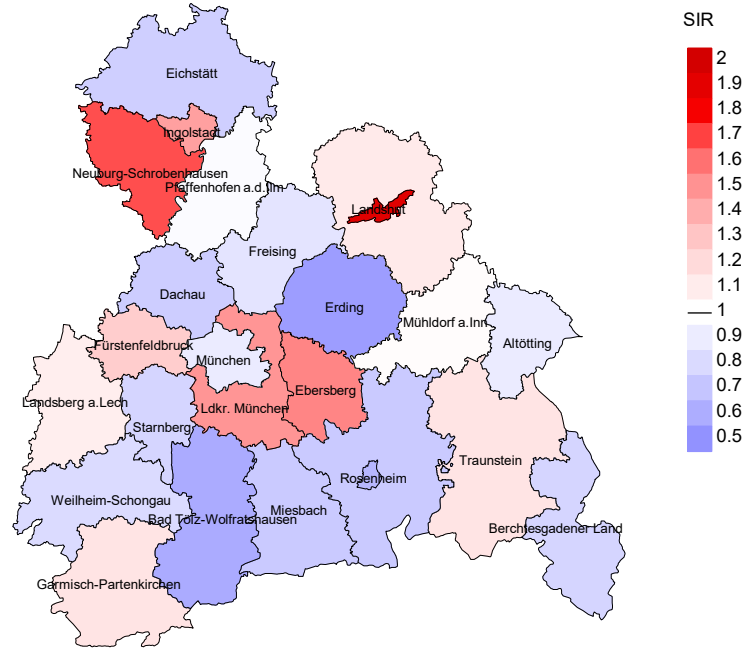 SIR
2
1.9
1.8
1.7
1.6
1.5
1.4
1.3
1.2
1.1
1
0.9
0.8
0.7
0.6
0.5
Eichstätt
Ingolstadt
Neuburg-Schrobenhausen
Pfaffenhofen a.d.Ilm
Landshut
Freising
Dachau
Erding
Mühldorf a.Inn
Altötting
Fürstenfeldbruck
München
Ebersberg
Landsberg a.Lech
Ldkr. München
Starnberg
Traunstein
Rosenheim
Weilheim-Schongau
Miesbach
Bad Tölz-Wolfratshausen
Berchtesgadener Land
Garmisch-Partenkirchen